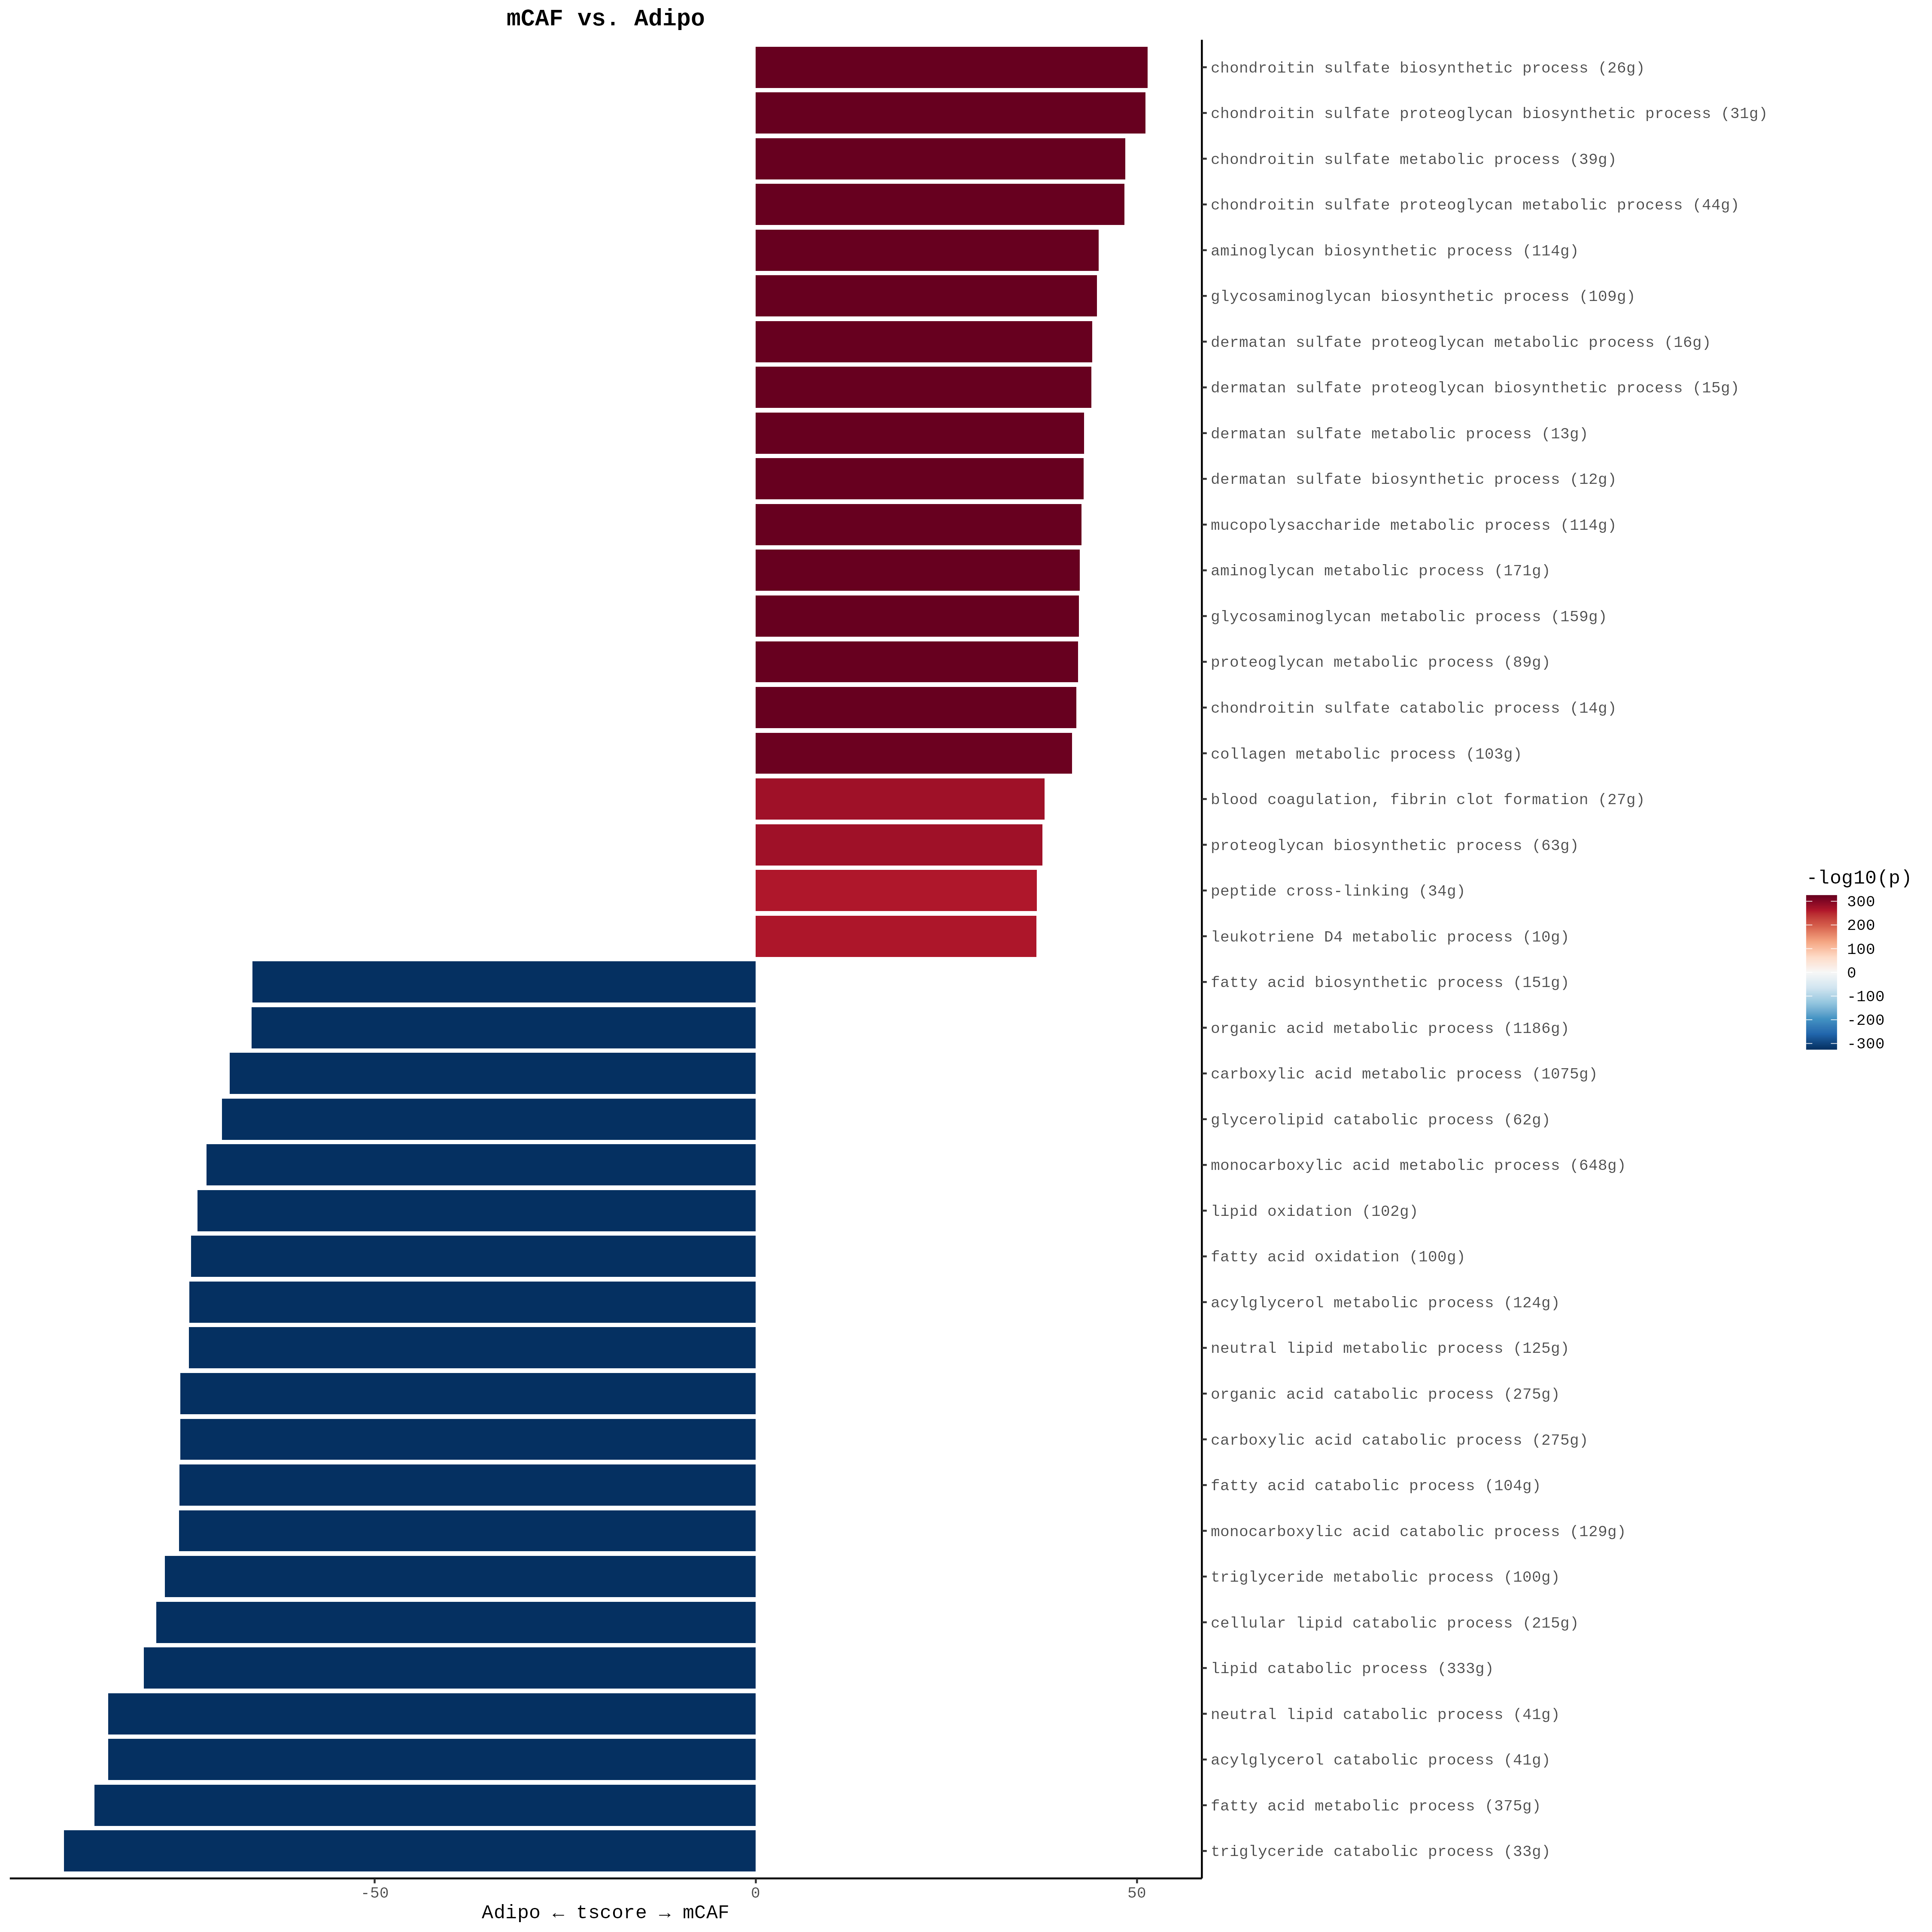 mCAF vs. Adipo
chondroitin sulfate biosynthetic process (26g)
chondroitin sulfate proteoglycan biosynthetic process (31g)
chondroitin sulfate metabolic process (39g)
chondroitin sulfate proteoglycan metabolic process (44g)
aminoglycan biosynthetic process (114g)
glycosaminoglycan biosynthetic process (109g)
dermatan sulfate proteoglycan metabolic process (16g)
dermatan sulfate proteoglycan biosynthetic process (15g)
dermatan sulfate metabolic process (13g)
dermatan sulfate biosynthetic process (12g)
mucopolysaccharide metabolic process (114g)
aminoglycan metabolic process (171g)
glycosaminoglycan metabolic process (159g)
proteoglycan metabolic process (89g)
chondroitin sulfate catabolic process (14g)
collagen metabolic process (103g)
blood coagulation, fibrin clot formation (27g)
proteoglycan biosynthetic process (63g)
peptide cross-linking (34g)
leukotriene D4 metabolic process (10g)
fatty acid biosynthetic process (151g)
organic acid metabolic process (1186g)
carboxylic acid metabolic process (1075g)
glycerolipid catabolic process (62g)
monocarboxylic acid metabolic process (648g)
lipid oxidation (102g)
fatty acid oxidation (100g)
acylglycerol metabolic process (124g)
neutral lipid metabolic process (125g)
organic acid catabolic process (275g)
carboxylic acid catabolic process (275g)
fatty acid catabolic process (104g)
monocarboxylic acid catabolic process (129g)
triglyceride metabolic process (100g)
cellular lipid catabolic process (215g)
lipid catabolic process (333g)
neutral lipid catabolic process (41g)
acylglycerol catabolic process (41g)
fatty acid metabolic process (375g)
triglyceride catabolic process (33g)
-50 0 50
Adipo ← tscore → mCAF
-log10(p)
300
200
100
0
-100
-200
-300